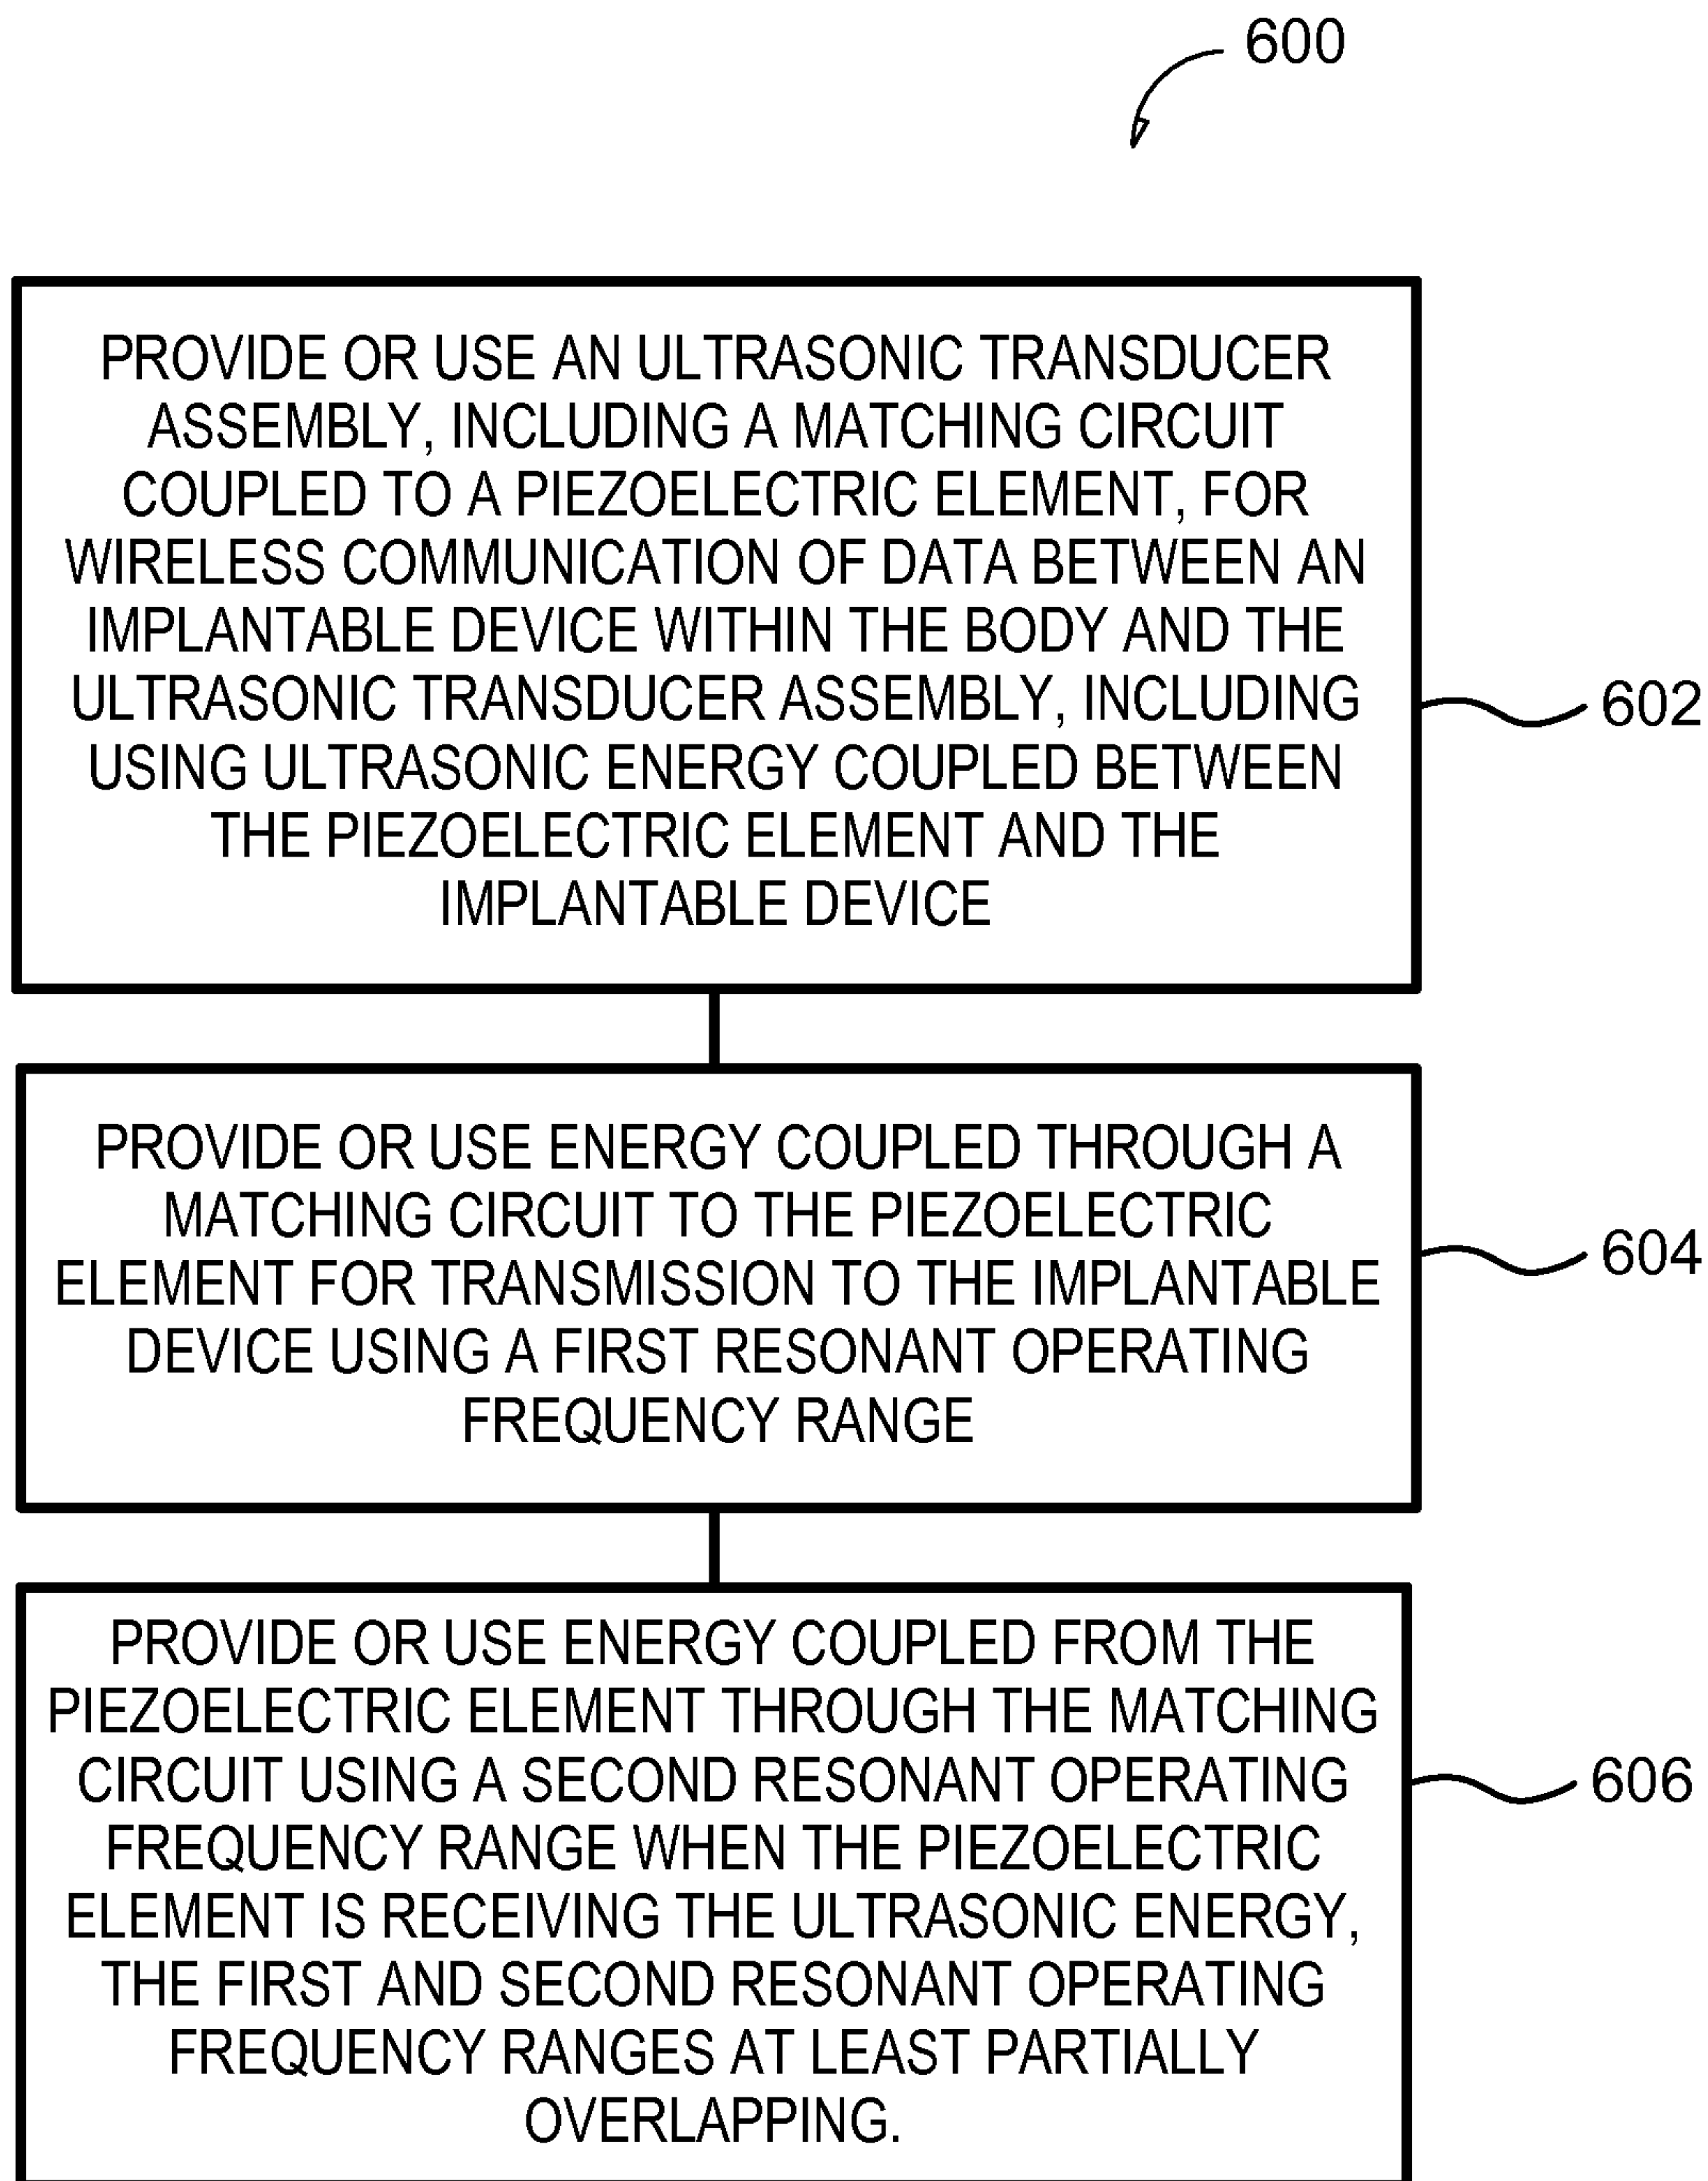 600
PROVIDE OR USE AN ULTRASONIC TRANSDUCER
ASSEMBLY, INCLUDING A MATCHING CIRCUIT
COUPLED TO A PIEZOELECTRIC ELEMENT, FOR
WIRELESS COMMUNICATION OF DATA BETWEEN AN
IMPLANTABLE DEVICE WITHIN THE BODY AND THE
ULTRASONIC TRANSDUCER ASSEMBLY, INCLUDING
USING ULTRASONIC ENERGY COUPLED BETWEEN
THE PIEZOELECTRIC ELEMENT AND THE
IMPLANTABLE DEVICE
602
PROVIDE OR USE ENERGY COUPLED THROUGH A
MATCHING CIRCUIT TO THE PIEZOELECTRIC
ELEMENT FOR TRANSMISSION TO THE IMPLANTABLE
DEVICE USING A FIRST RESONANT OPERATING
FREQUENCY RANGE
604
PROVIDE OR USE ENERGY COUPLED FROM THE
PIEZOELECTRIC ELEMENT THROUGH THE MATCHING
CIRCUIT USING A SECOND RESONANT OPERATING
FREQUENCY RANGE WHEN THE PIEZOELECTRIC
ELEMENT IS RECEIVING THE ULTRASONIC ENERGY,
THE FIRST AND SECOND RESONANT OPERATING
FREQUENCY RANGES AT LEAST PARTIALLY
OVERLAPPING.
606